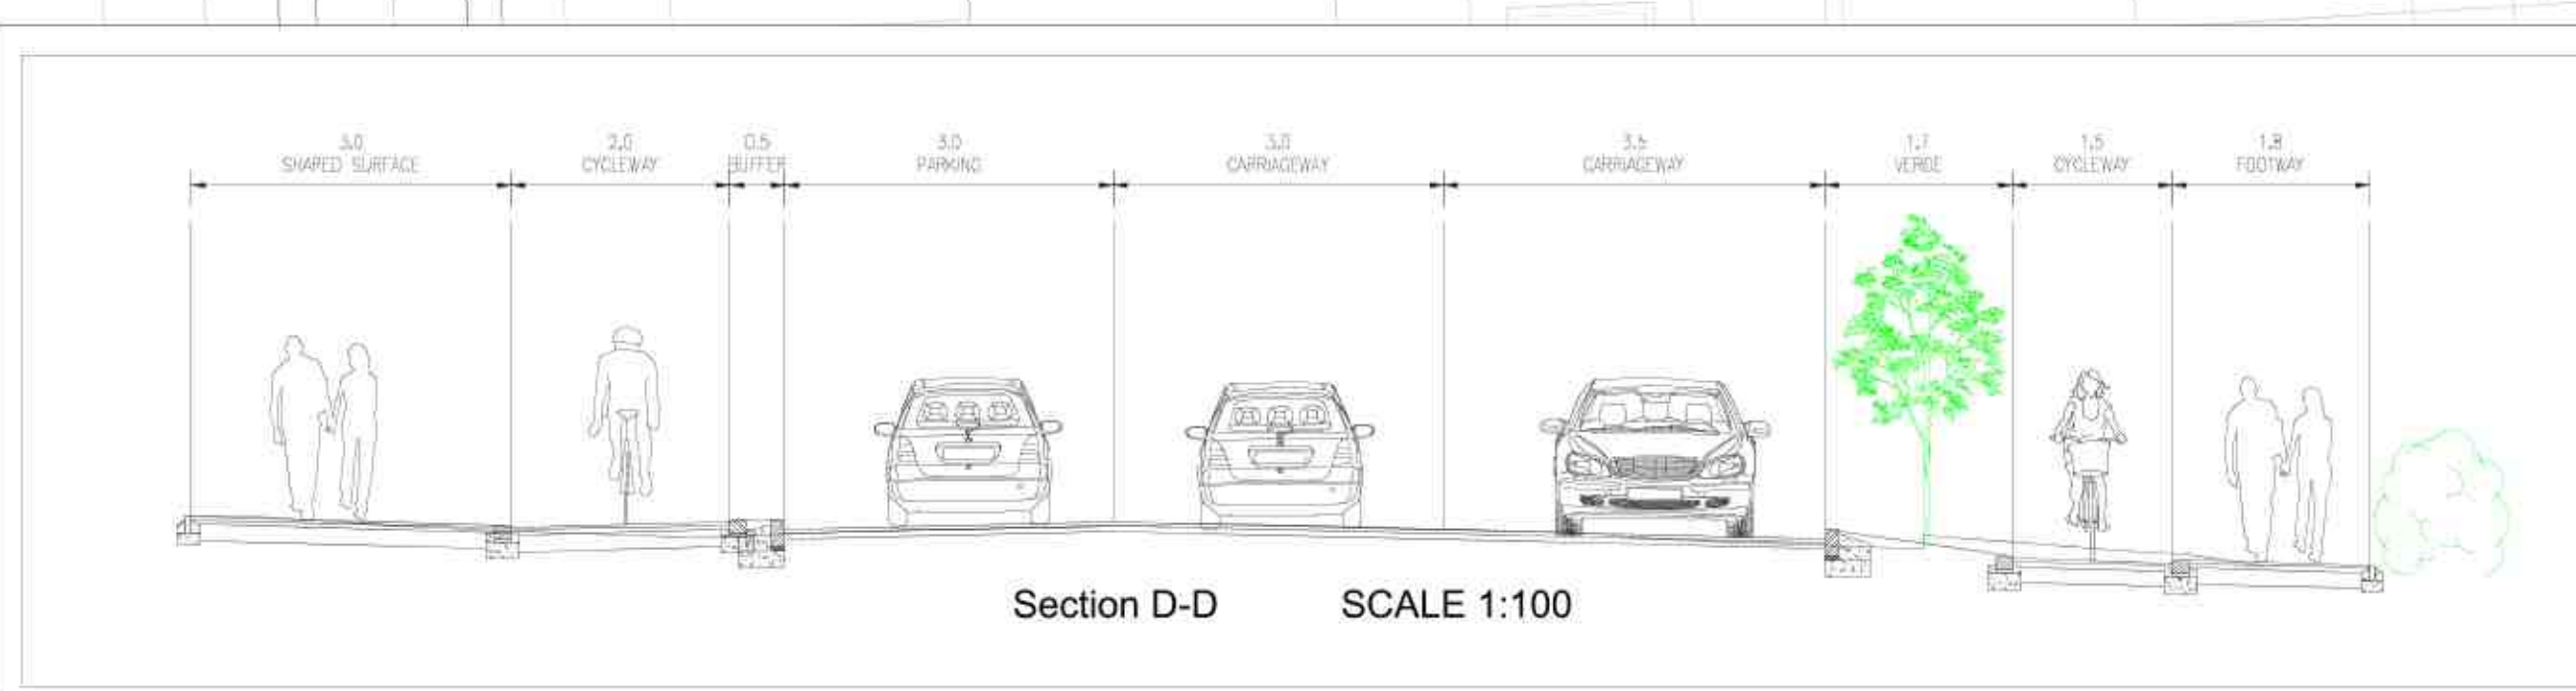 3.0
SHARED SURFACE
2.0
CYCLEWAY
0.5
BUFFER
3.0
PARKING
3.0
CARRIAGEWAY
3.5
CARRIAGEWAY
1.7
VERGE
1.5
CYCLEWAY
1.8
FOOTWAY
Section D-D
SCALE 1:100